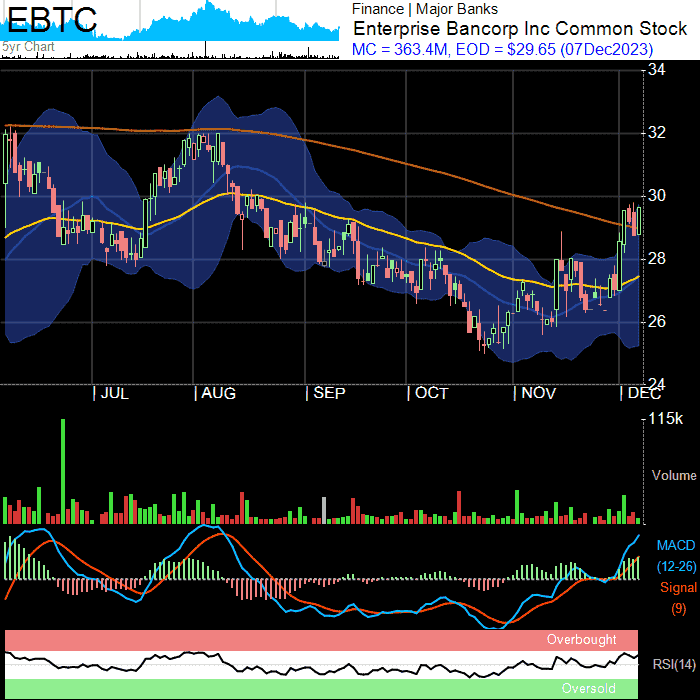 EBTC
5yr Chart
Finance | Major Banks
Enterprise Bancorp Inc Common Stock
MC = 363.4M, EOD = $29.65 (07Dec2023)
34
32
30
28
26
24
| JUL | AUG | SEP | OCT | NOV | DEC
115k
Volume
MACD
(12-26)
Signal
(9)
Overbought
RSI(14)
Oversold